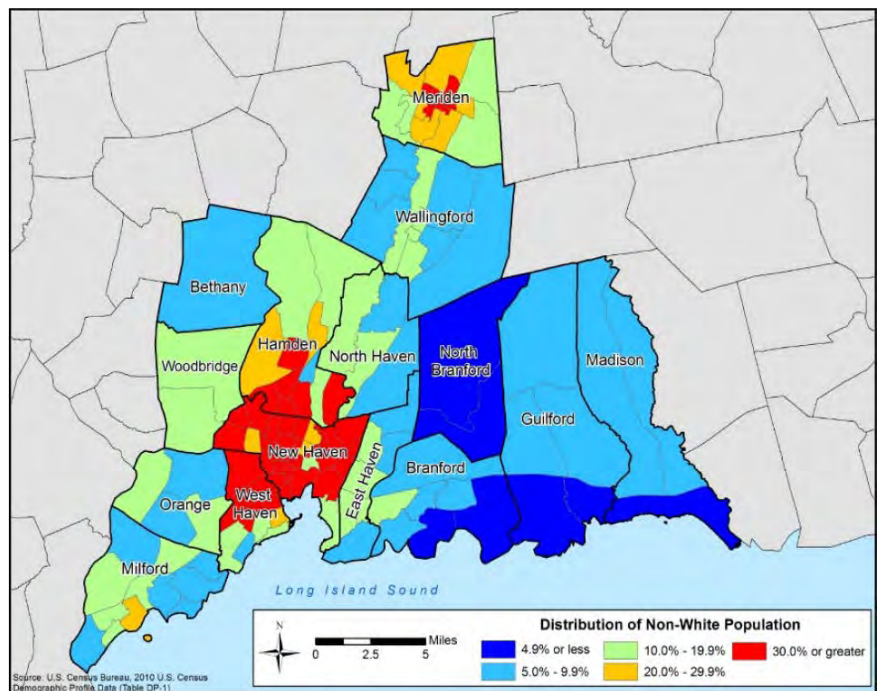 Meriden
Wallingford
Bethany
Hamden
Woodbridge
North Haven
North
Branford
Madison
Guilford
New Haven
East Haven
Branford
West
Haven
Orange
Milford
Long Island Sound
N
Miles
0 2.5 5
Distribution of Non-White Population
4.9% or less
5.0% - 9.9%
10.0% - 19.9%
20.0% - 29.9%
30.0% or greater
Source: U.S. Census Bureau, 2010 U.S. Census
Demographic Profile Data (Table DP-1)